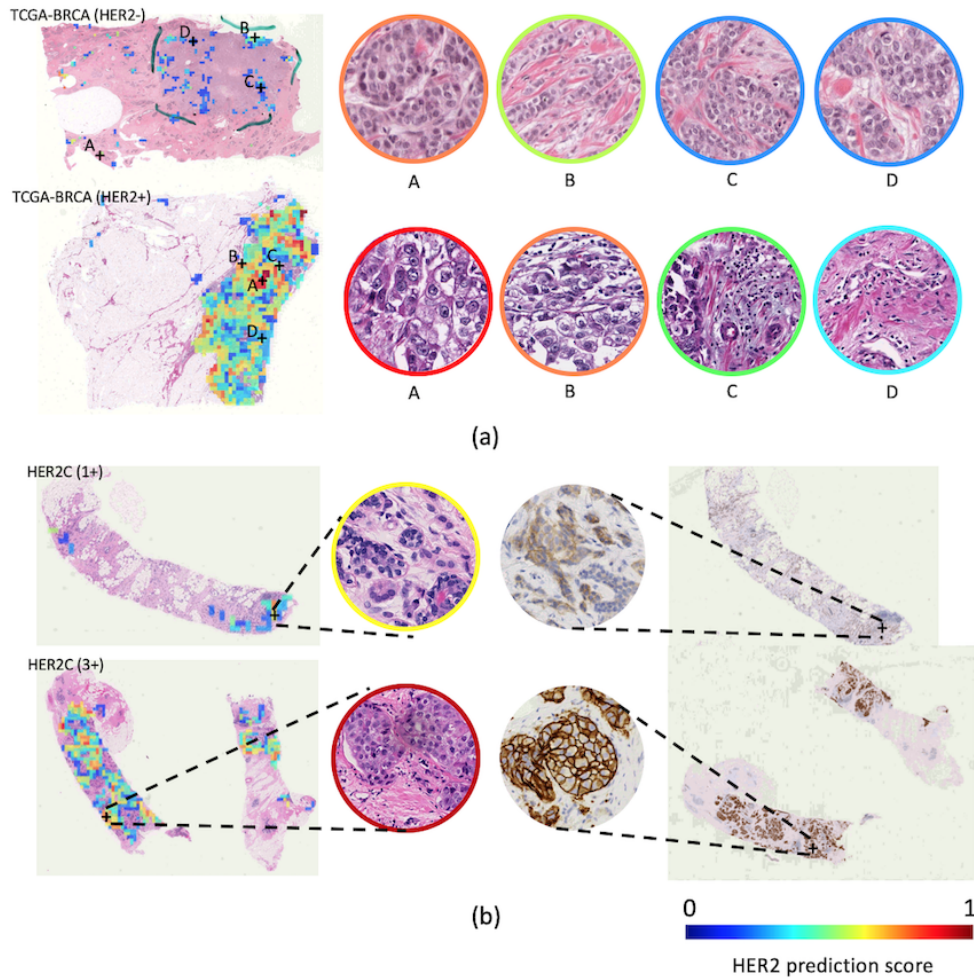 TCGA-BRCA (HER2-)
D
B
C
A
A
B
C
D
TCGA-BRCA (HER2+)
B
C
A
D
A
B
C
D
(a)
HER2C (1+)
HER2C (3+)
(b)
0
1
HER2 prediction score